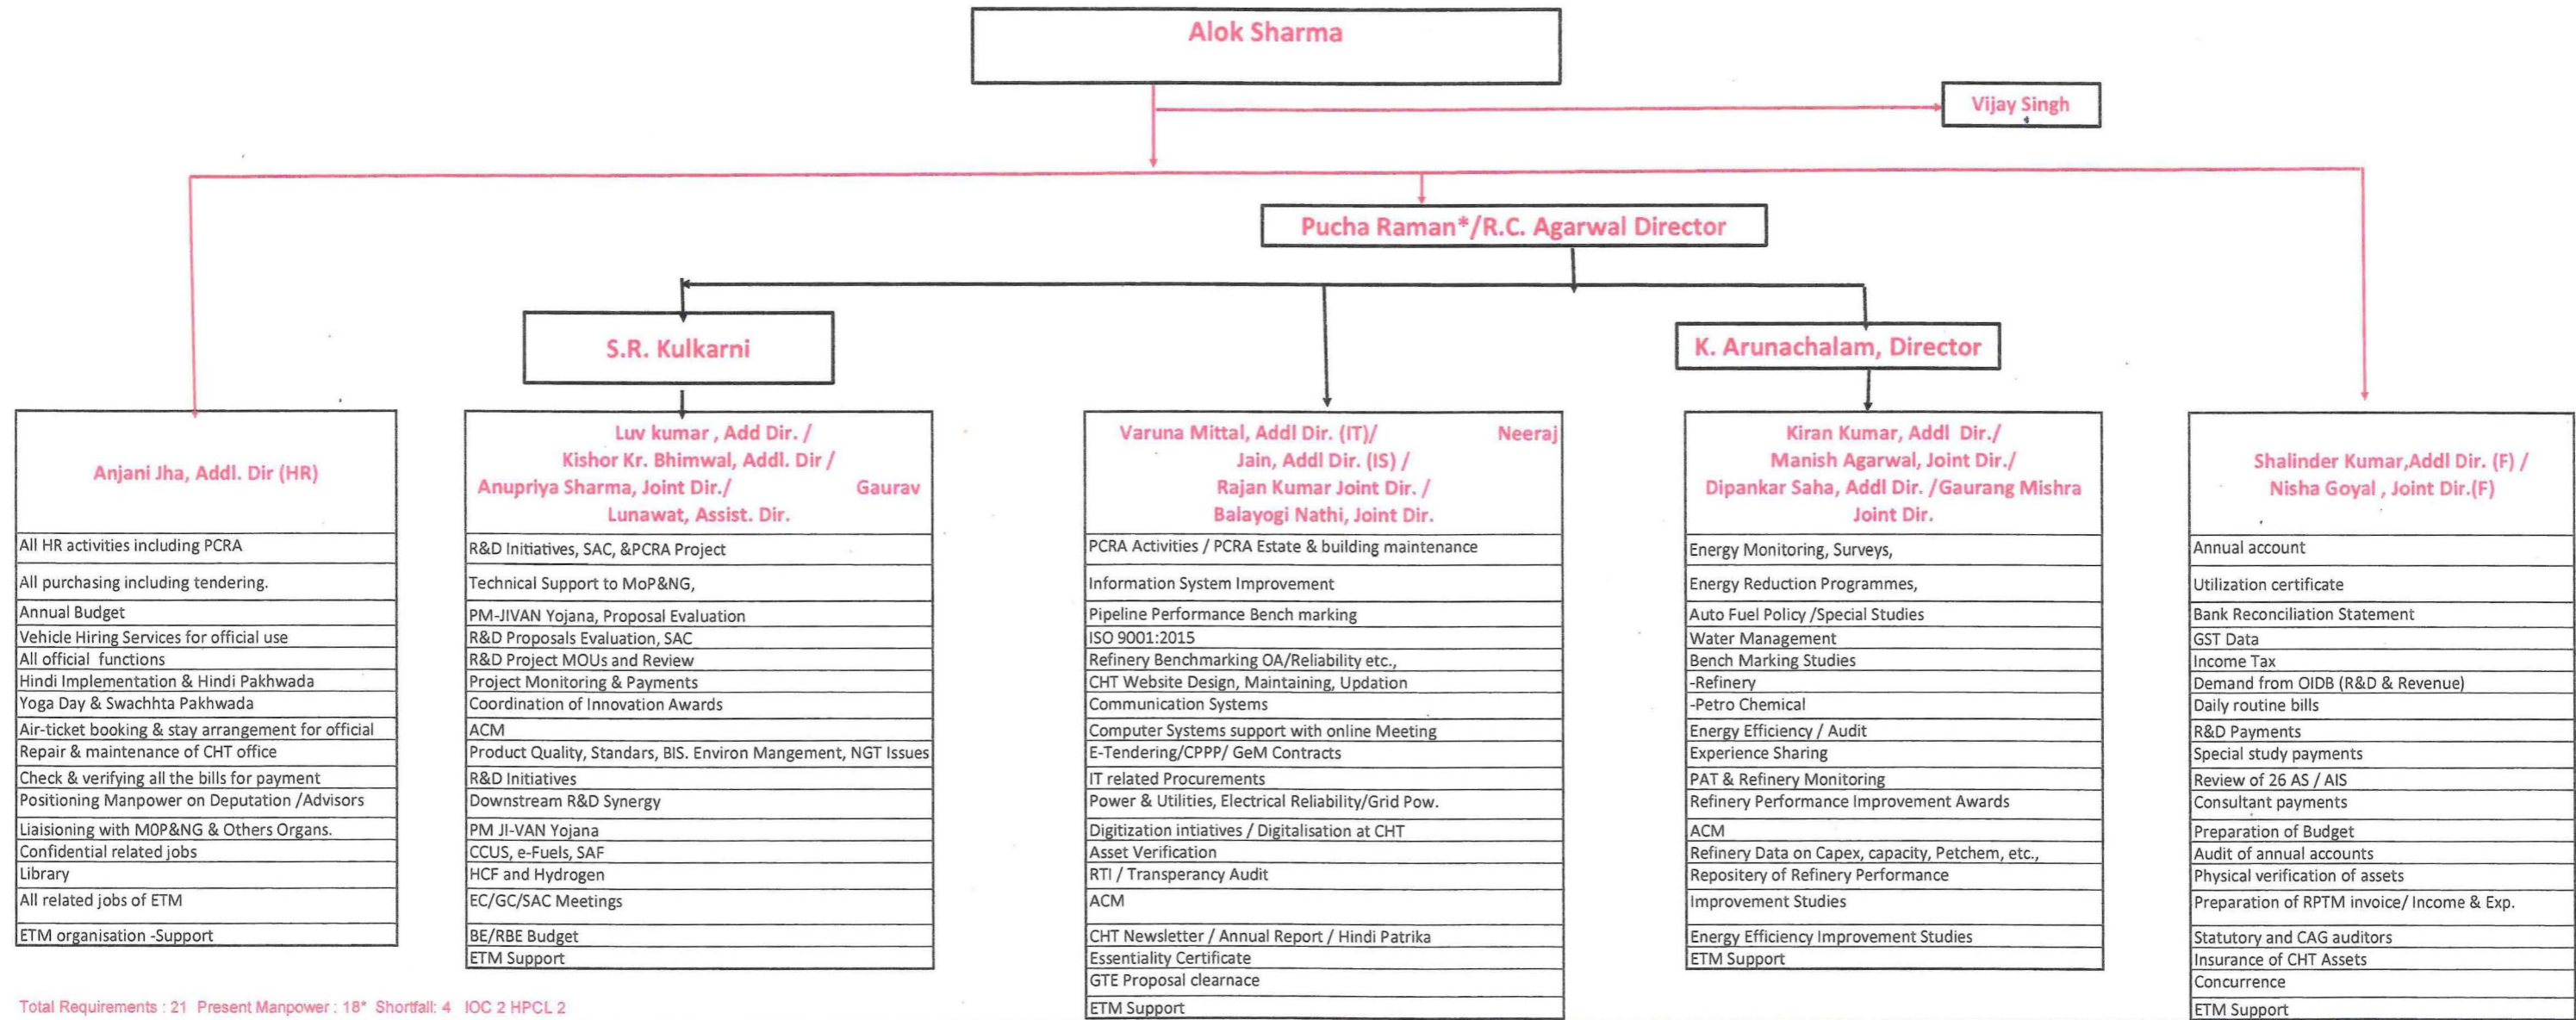 Alok Sharma
Vijay Singh
Pucha Raman*/R.C. Agarwal Director
S.R. Kulkarni
K. Arunachalam, Director
Anjani Jha, Addl. Dir (HR)
All HR activities including PCRA
All purchasing including tendering.
Annual Budget
Vehicle Hiring Services for official use
All official functions
Hindi Implementation & Hindi Pakhwada
Yoga Day & Swachhta Pakhwada
Air-ticket booking & stay arrangement for official
Repair & maintenance of CHT office
Check & verifying all the bills for payment
Positioning Manpower on Deputation /Advisors
Liaisioning with M0P&NG & Others Organs.
Confidential related jobs
Library
All related jobs of ETM
ETM organisation -Support
Luv kumar , Add Dir. /
Kishor Kr. Bhimwal, Addl. Dir /
Anupriya Sharma, Joint Dir./ Gaurav
Lunawat, Assist. Dir.
R&D Initiatives, SAC, &PCRA Project
Technical Support to MoP&NG,
PM-JIVAN Yojana, Proposal Evaluation
R&D Proposals Evaluation, SAC
R&D Project MOUs and Review
Project Monitoring & Payments
Coordination of Innovation Awards
ACM
Product Quality, Standars, BIS. Environ Mangement, NGT Issues
R&D Initiatives
Downstream R&D Synergy
PM JI-VAN Yojana
CCUS, e-Fuels, SAF
HCF and Hydrogen
EC/GC/SAC Meetings
BE/RBE Budget
ETM Support
Varuna Mittal, Addl Dir. (IT)/ Neeraj
Jain, Addl Dir. (IS) /
Rajan Kumar Joint Dir. /
Balayogi Nathi, Joint Dir.
PCRA Activities / PCRA Estate & building maintenance
Information System Improvement
Pipeline Performance Bench marking
ISO 9001:2015
Refinery Benchmarking OA/Reliability etc.,
CHT Website Design, Maintaining, Updation
Communication Systems
Computer Systems support with online Meeting
E-Tendering/CPPP/ GeM Contracts
IT related Procurements
Power & Utilities, Electrical Reliability/Grid Pow.
Digitization intiatives / Digitalisation at CHT
Asset Verification
RTI / Transperancy Audit
ACM
CHT Newsletter / Annual Report / Hindi Patrika
Essentiality Certificate
GTE Proposal clearnace
ETM Support
Kiran Kumar, Addl Dir./
Manish Agarwal, Joint Dir./
Dipankar Saha, Addl Dir. /Gaurang Mishra
Joint Dir.
Energy Monitoring, Surveys,
Energy Reduction Programmes,
Auto Fuel Policy /Special Studies
Water Management
Bench Marking Studies
-Refinery
-Petro Chemical
Energy Efficiency / Audit
Experience Sharing
PAT & Refinery Monitoring
Refinery Performance Improvement Awards
ACM
Refinery Data on Capex, capacity, Petchem, etc.,
Repositery of Refinery Performance
Improvement Studies
Energy Efficiency Improvement Studies
ETM Support
Shalinder Kumar,Addl Dir. (F) /
Nisha Goyal , Joint Dir.(F)
Annual account
Utilization certificate
Bank Reconciliation Statement
GST Data
Income Tax
Demand from OIDB (R&D & Revenue)
Daily routine bills
R&D Payments
Special study payments
Review of 26 AS / AIS
Consultant payments
Preparation of Budget
Audit of annual accounts
Physical verification of assets
Preparation of RPTM invoice/ Income & Exp.
Statutory and CAG auditors
Insurance of CHT Assets
Concurrence
ETM Support
Total Requirements : 21 Present Manpower : 18* Shortfall: 4 IOC 2 HPCL 2